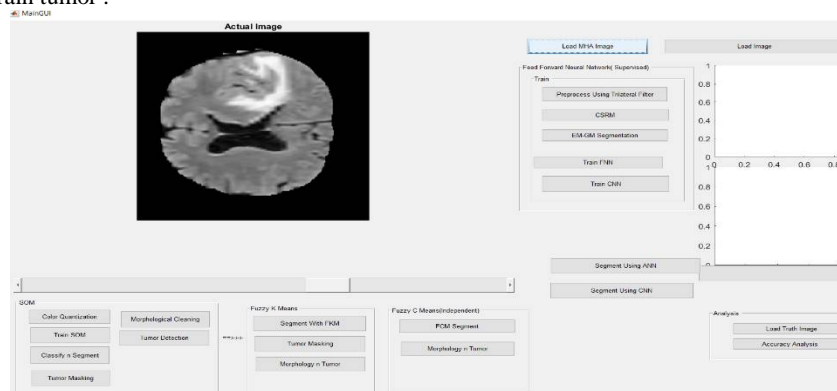 rain tumor .
MainGUI
Actual Image
Load MHA Image
Load Image
Feed Forward Neural Network( Supervised)
Train
Preprocess Using Trilateral Filter
CSRM
EM-GM Segmentation
Train FNN
Train CNN
1
0.8
0.6
0.4
0.2
0
0 0.2 0.4 0.6 0.8
1
0.8
0.6
0.4
0.2
0
Segment Using ANN
Segment Using CNN
SOM
Color Quantization
Train SOM
Classify n Segment
Tumor Masking
Morphological Cleaning
Tumor Detection
==>>>
Fuzzy K Means
Segment With FKM
Tumor Masking
Morphology n Tumor
Fuzzy C Means(Independent)
FCM Segment
Morphology n Tumor
Analysis
Load Truth Image
Accuracy Analysis